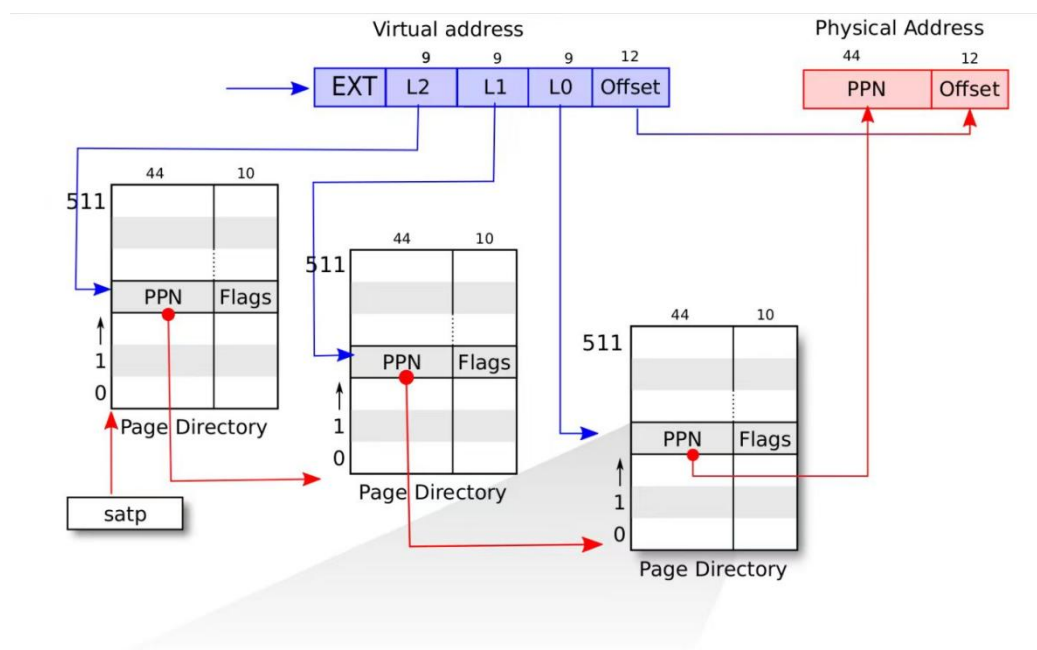 Virtual address
Physical Address
9 9 9 12
44 12
EXT L2 L1 L0 Offset
PPN Offset
44 10
511
PPN Flags
1
0
Page Directory
satp
44 10
511
PPN Flags
1
0
Page Directory
44 10
511
PPN Flags
1
0
Page Directory